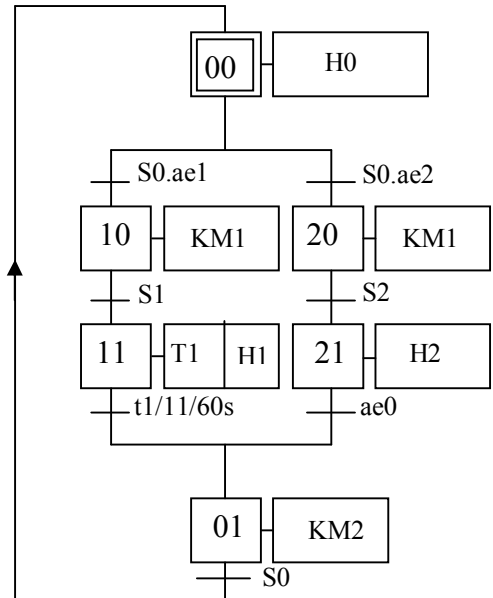 00 H0
S0.ae1 S0.ae2
10 KM1 20 KM1
S1 S2
11 T1 H1 21 H2
t1/11/60s ae0
01 KM2
S0